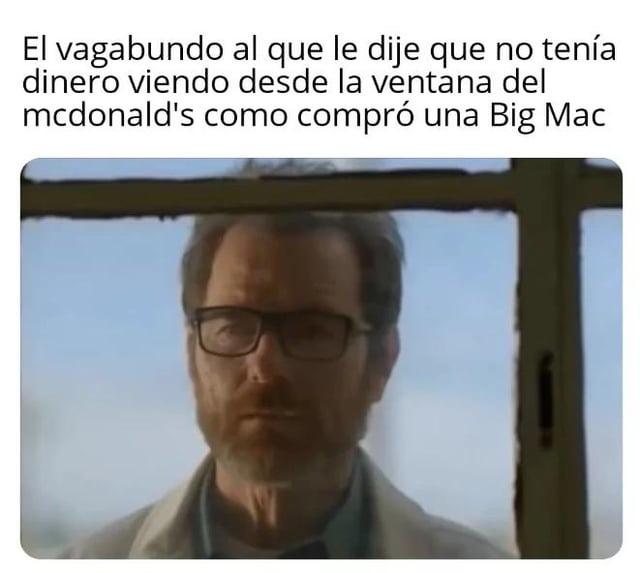 El vagabundo al que le dije que no tenía
dinero viendo desde la ventana del
mcdonald's como compró una Big Mac